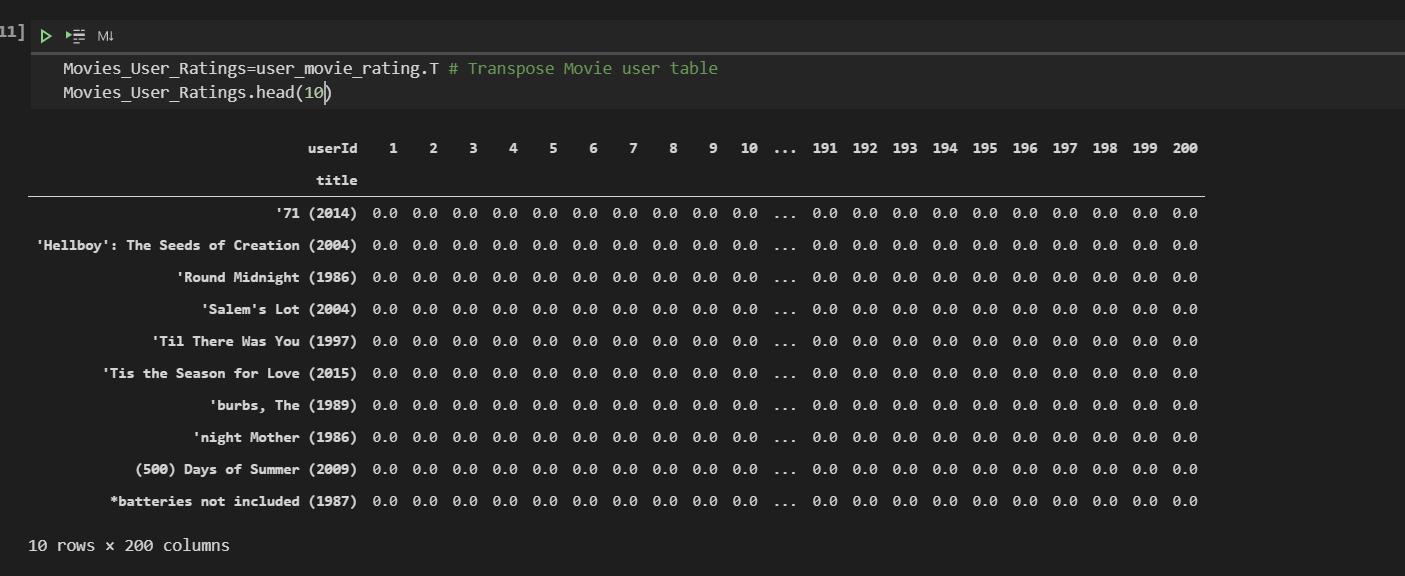 11]
M↓
Movies_User_Ratings=user_movie_rating.T # Transpose Movie user table
Movies_User_Ratings.head(10)
userId 1 2 3 4 5 6 7 8 9 10 ... 191 192 193 194 195 196 197 198 199 200
title
'71 (2014) 0.0 0.0 0.0 0.0 0.0 0.0 0.0 0.0 0.0 0.0 ... 0.0 0.0 0.0 0.0 0.0 0.0 0.0 0.0 0.0 0.0
'Hellboy': The Seeds of Creation (2004) 0.0 0.0 0.0 0.0 0.0 0.0 0.0 0.0 0.0 0.0 ... 0.0 0.0 0.0 0.0 0.0 0.0 0.0 0.0 0.0 0.0
'Round Midnight (1986) 0.0 0.0 0.0 0.0 0.0 0.0 0.0 0.0 0.0 0.0 ... 0.0 0.0 0.0 0.0 0.0 0.0 0.0 0.0 0.0 0.0
'Salem's Lot (2004) 0.0 0.0 0.0 0.0 0.0 0.0 0.0 0.0 0.0 0.0 ... 0.0 0.0 0.0 0.0 0.0 0.0 0.0 0.0 0.0 0.0
'Til There Was You (1997) 0.0 0.0 0.0 0.0 0.0 0.0 0.0 0.0 0.0 0.0 ... 0.0 0.0 0.0 0.0 0.0 0.0 0.0 0.0 0.0 0.0
'Tis the Season for Love (2015) 0.0 0.0 0.0 0.0 0.0 0.0 0.0 0.0 0.0 0.0 ... 0.0 0.0 0.0 0.0 0.0 0.0 0.0 0.0 0.0 0.0
'burbs, The (1989) 0.0 0.0 0.0 0.0 0.0 0.0 0.0 0.0 0.0 0.0 ... 0.0 0.0 0.0 0.0 0.0 0.0 0.0 0.0 0.0 0.0
'night Mother (1986) 0.0 0.0 0.0 0.0 0.0 0.0 0.0 0.0 0.0 0.0 ... 0.0 0.0 0.0 0.0 0.0 0.0 0.0 0.0 0.0 0.0
(500) Days of Summer (2009) 0.0 0.0 0.0 0.0 0.0 0.0 0.0 0.0 0.0 0.0 ... 0.0 0.0 0.0 0.0 0.0 0.0 0.0 0.0 0.0 0.0
*batteries not included (1987) 0.0 0.0 0.0 0.0 0.0 0.0 0.0 0.0 0.0 0.0 ... 0.0 0.0 0.0 0.0 0.0 0.0 0.0 0.0 0.0 0.0
10 rows × 200 columns